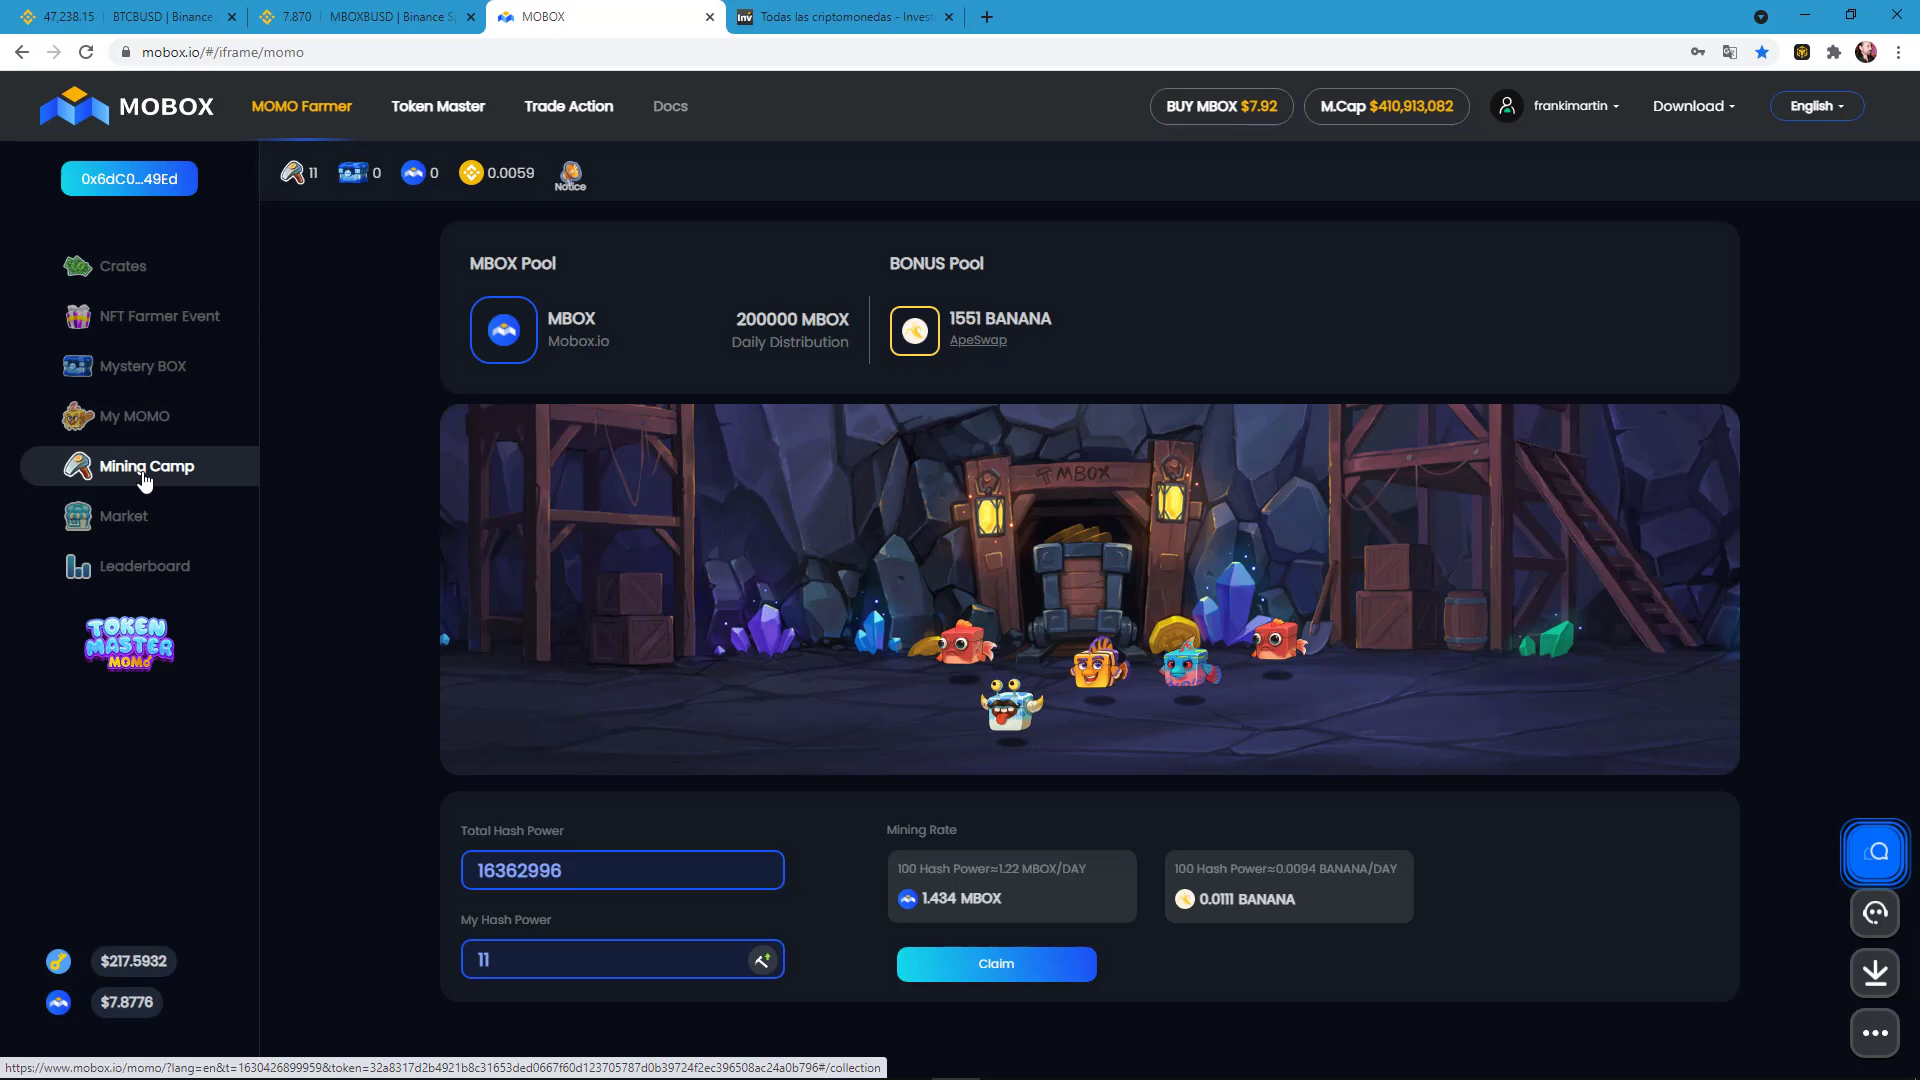 47,238.15 | BTCBUSD | Binance
7.870 | MBOXBUSD | Binance S
MOBOX
Inv Todas las criptomonedas - Invest
mobox.io/#/iframe/momo
MOBOX
MOMO Farmer
Token Master
Trade Action
Docs
BUY MBOX $7.92
M.Cap $410,913,082
frankimartin
Download
English
0x6dC0...49Ed
11
0
0
0.0059
Notice
Crates
NFT Farmer Event
Mystery BOX
My MOMO
Mining Camp
Market
Leaderboard
TOKEN
MASTER
MOMO
$217.5932
$7.8776
MBOX Pool
MBOX
Mobox.io
200000 MBOX
Daily Distribution
BONUS Pool
1551 BANANA
ApeSwap
MBOX
Total Hash Power
16362996
My Hash Power
11
Mining Rate
100 Hash Power≈1.22 MBOX/DAY
1.434 MBOX
100 Hash Power≈0.0094 BANANA/DAY
0.0111 BANANA
Claim
https://www.mobox.io/momo/?lang=en&t=1630426899959&token=32a8317d2b4921b8c31653ded0667f60d123705787d0b39724f2ec396508ac24a0b796#/collection